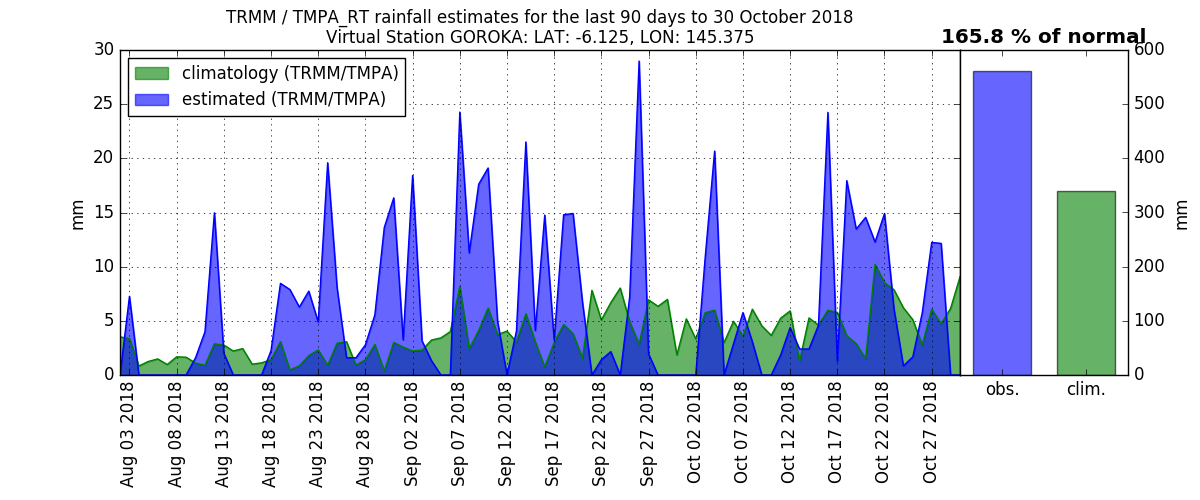 TRMM / TMPA_RT rainfall estimates for the last 90 days to 30 October 2018
Virtual Station GOROKA: LAT: -6.125, LON: 145.375
165.8 % of normal
climatology (TRMM/TMPA)
estimated (TRMM/TMPA)
30
25
20
15
10
5
0
mm
Aug 03 2018
Aug 08 2018
Aug 13 2018
Aug 18 2018
Aug 23 2018
Aug 28 2018
Sep 02 2018
Sep 07 2018
Sep 12 2018
Sep 17 2018
Sep 22 2018
Sep 27 2018
Oct 02 2018
Oct 07 2018
Oct 12 2018
Oct 17 2018
Oct 22 2018
Oct 27 2018
obs.
clim.
600
500
400
300
200
100
0
mm